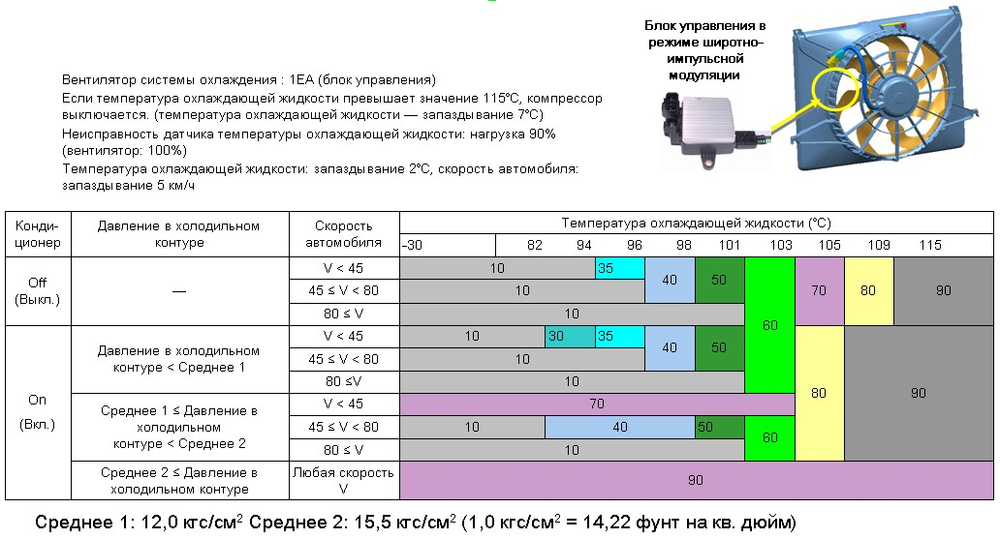 Блок управления в
режиме широтно-
импульсной
модуляции
Вентилятор системы охлаждения : 1EA (блок управления)
Если температура охлаждающей жидкости превышает значение 115°C, компрессор
выключается. (температура охлаждающей жидкости — запаздывание 7°C)
Неисправность датчика температуры охлаждающей жидкости: нагрузка 90%
(вентилятор: 100%)
Температура охлаждающей жидкости: запаздывание 2°C, скорость автомобиля:
запаздывание 5 км/ч
Конди-
ционер
Давление в холодильном
контуре
Скорость
автомобиля
Температура охлаждающей жидкости (°C)
–30 82 94 96 98 101 103 105 109 115
Off
(Выкл.)
—
V < 45 10 35 40 50 60 70 80 90
45 ≤ V < 80 10
80 ≤ V 10
On
(Вкл.)
Давление в холодильном
контуре < Среднее 1
V < 45 10 30 35 40 50 80 90
45 ≤ V < 80 10
80 ≤V 10
Среднее 1 ≤ Давление в
холодильном
контуре < Среднее 2
V < 45 70
45 ≤ V < 80 10 40 50 60
80 ≤ V 10
Среднее 2 ≤ Давление в
холодильном контуре
Любая скорость
V
90
Среднее 1: 12,0 кгс/см² Среднее 2: 15,5 кгс/см² (1,0 кгс/см² = 14,22 фунт на кв. дюйм)